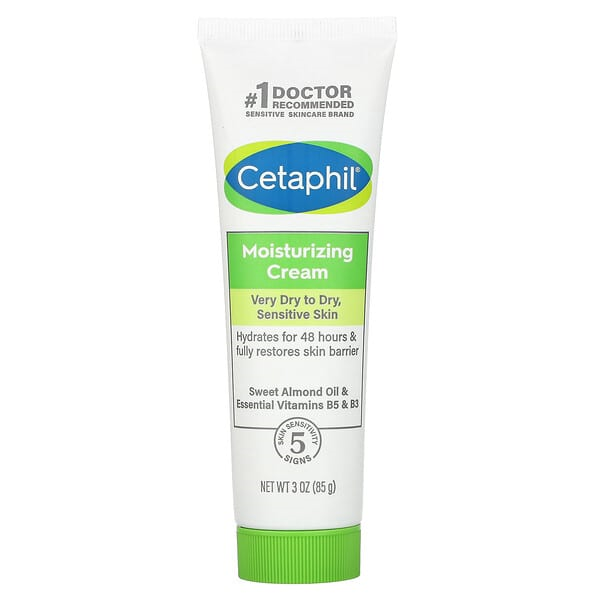 #1 DOCTOR
RECOMMENDED
SENSITIVE SKINCARE BRAND
Cetaphil®
Moisturizing
Cream
Very Dry to Dry,
Sensitive Skin
Hydrates for 48 hours &
fully restores skin barrier
Sweet Almond Oil &
Essential Vitamins B5 & B3
SKIN SENSITIVITY
5
SIGNS
NET WT 3 OZ (85 g)